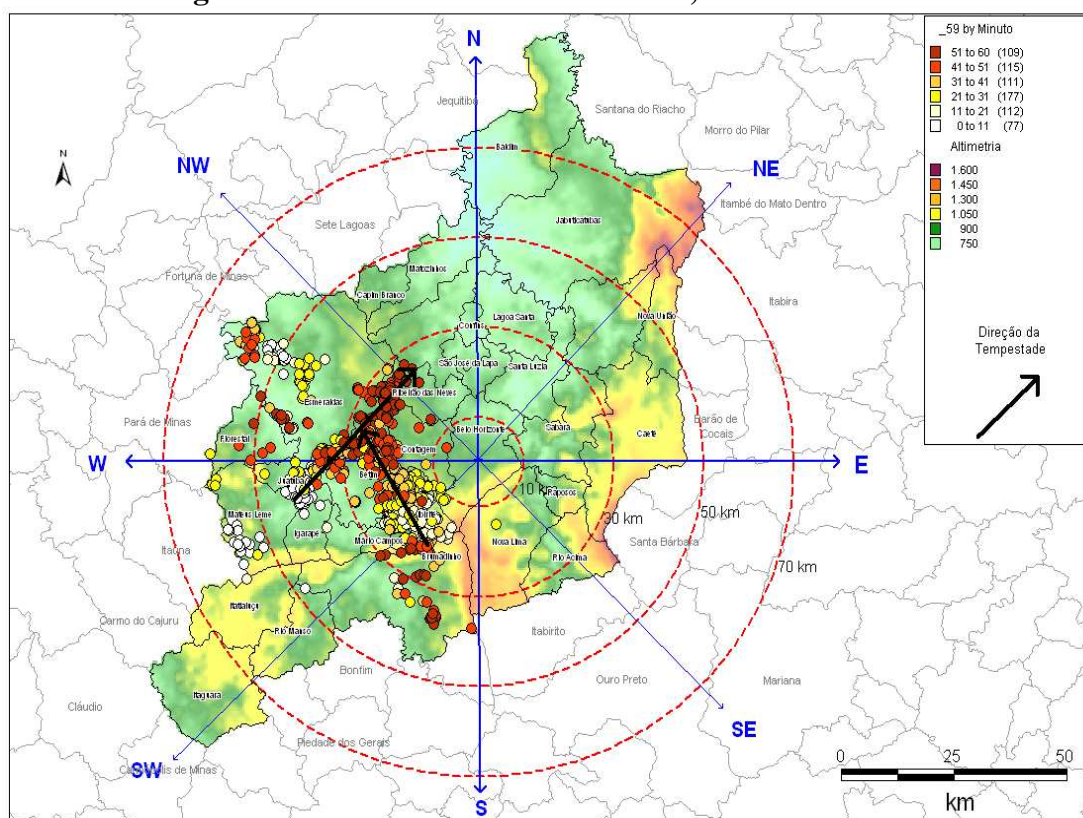 _59 by Minuto
51 to 60 (109)
41 to 51 (115)
31 to 41 (111)
21 to 31 (177)
11 to 21 (112)
0 to 11 (77)
Altimetria
1.600
1.450
1.300
1.050
900
750
Direção da
Tempestade
N
N
NW
NE
W
E
SW
SE
S
Jequitibá
Santana do Riacho
Morro do Pilar
Baldim
Itambé do Mato Dentro
Jabuticatubas
Sete Lagoas
Fortuna de Minas
Matozinhos
Capim Branco
Itabira
Lagoa Santa
Nova União
Confins
São José da Lapa
Santa Luzia
Ribeirão das Neves
Esmeraldas
Pará de Minas
Florestal
Belo Horizonte
Sabará
Caeté
Barão de
Cocais
Contagem
Betim
Juatuba
10 km
Raposos
30 km
50 km
70 km
Mateus Leme
Ibirité
Igarapé
Mário Campos
Nova Lima
Santa Bárbara
Itaúna
Brumadinho
Rio Acima
Itatiaiuçu
Carmo do Cajuru
Rio Manso
Itabirito
Bonfim
Ouro Preto
Mariana
Itaguara
Cláudio
Piedade dos Gerais
0 25 50
km